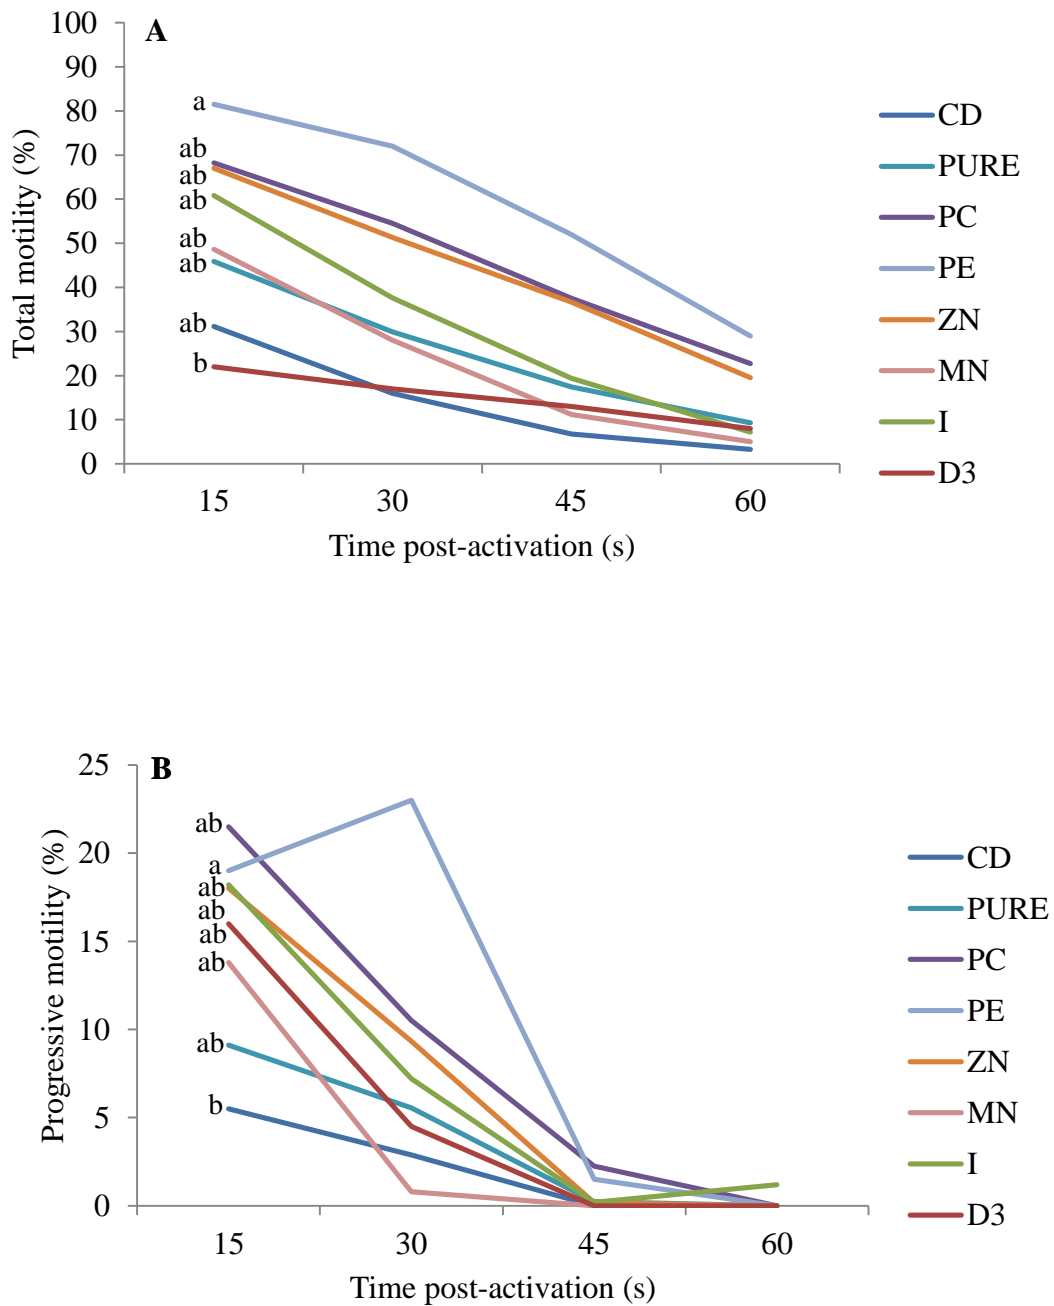 A
100
90
80
70
60
50
40
30
20
10
0
Total motility (%)
a
ab
ab
ab
ab
ab
ab
b
15 30 45 60
Time post-activation (s)
CD
PURE
PC
PE
ZN
MN
I
D3
B
25
20
15
10
5
0
Progressive motility (%)
ab
a
ab
ab
ab
ab
ab
b
15 30 45 60
Time post-activation (s)
CD
PURE
PC
PE
ZN
MN
I
D3